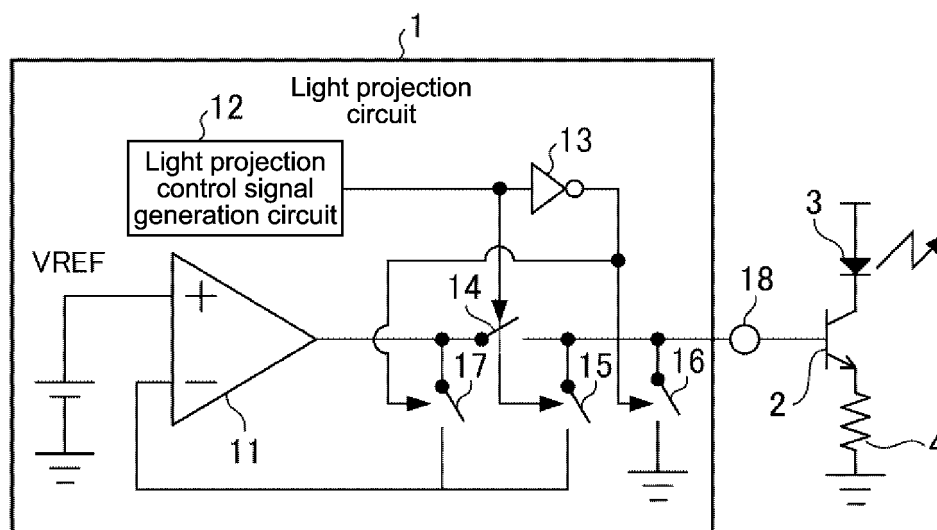 1
Light projection
circuit
12
Light projection
control signal
generation circuit
13
3
VREF
14
18
+
−
17
15
16
2
11
4